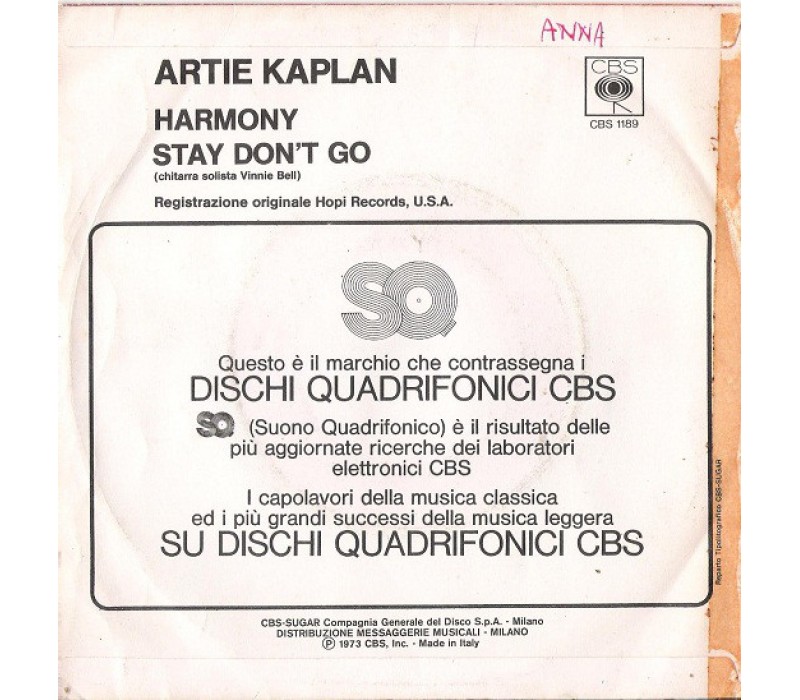 ANNA
ARTIE KAPLAN
CBS
CBS 1189
HARMONY
STAY DON'T GO
(chitarra solista Vinnie Bell)
Registrazione originale Hopi Records, U.S.A.
SQ
Questo è il marchio che contrassegna i
DISCHI QUADRIFONICI CBS
SQ (Suono Quadrifonico) è il risultato delle
più aggiornate ricerche dei laboratori
elettronici CBS
I capolavori della musica classica
ed i più grandi successi della musica leggera
SU DISCHI QUADRIFONICI CBS
Reparto Tipolitografico CBS-SUGAR
CBS-SUGAR Compagnia Generale del Disco S.p.A. - Milano
DISTRIBUZIONE MESSAGGERIE MUSICALI - MILANO
Ⓟ 1973 CBS, Inc. - Made in Italy